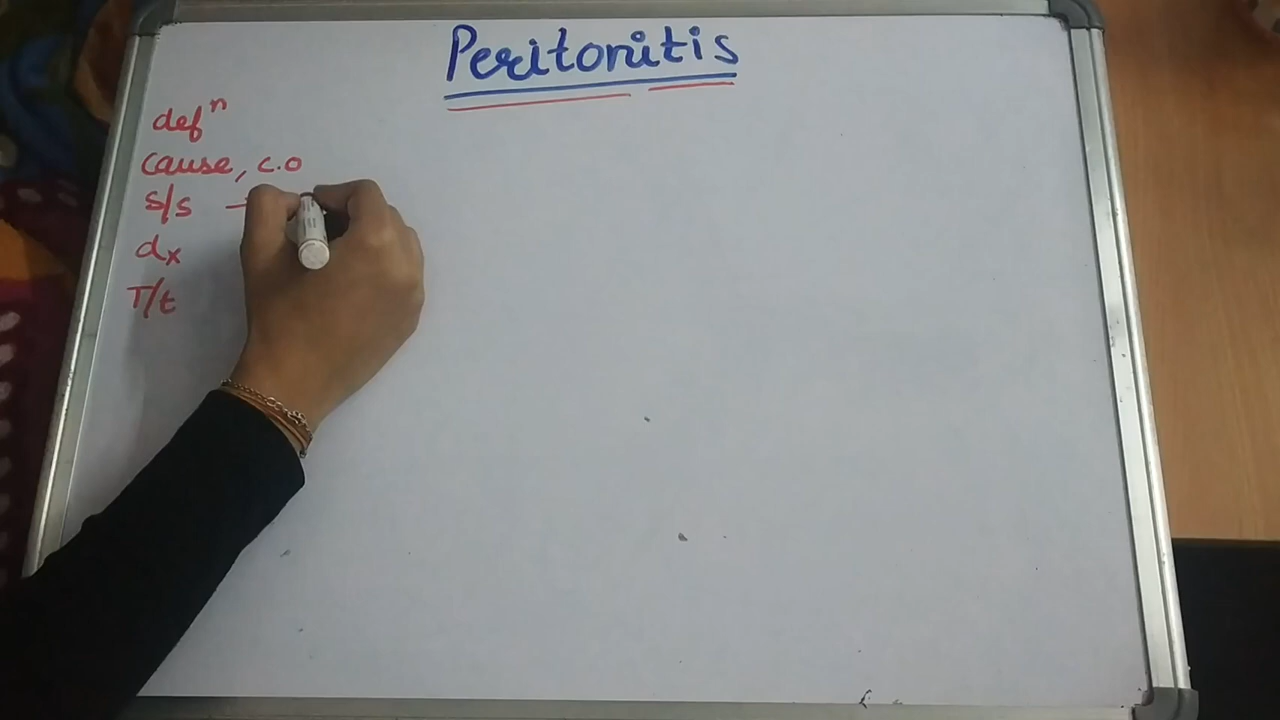 Peritonitis
defⁿ
cause, c.o
s/s →
dx
T/t